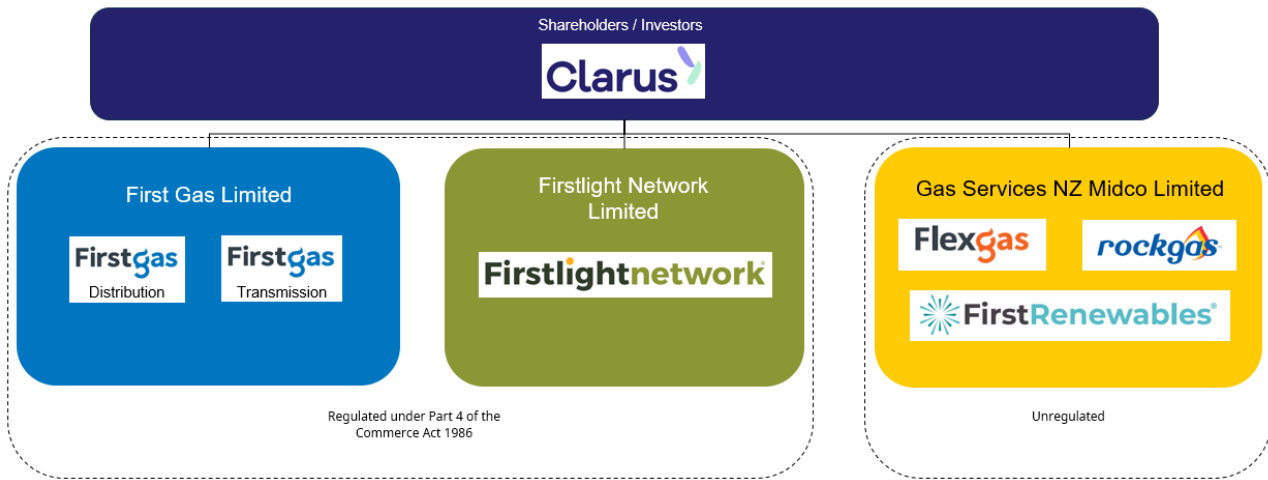 Shareholders / Investors
Clarus
First Gas Limited
Firstgas
Distribution
Firstgas
Transmission
Firstlight Network
Limited
Firstlightnetwork®
Gas Services NZ Midco Limited
Flexgas
rockgas™
FirstRenewables®
Regulated under Part 4 of the
Commerce Act 1986
Unregulated